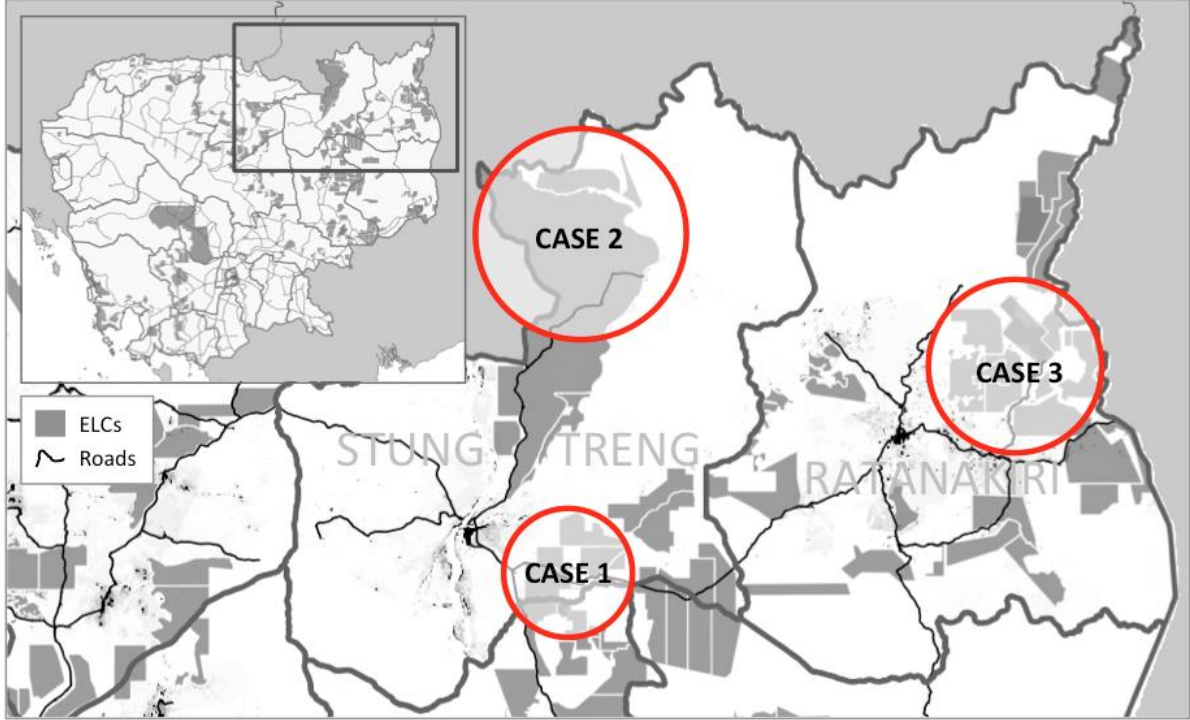 CASE 2
CASE 3
ELCs
Roads
STUNG TRENG
RATANAKIRI
CASE 1